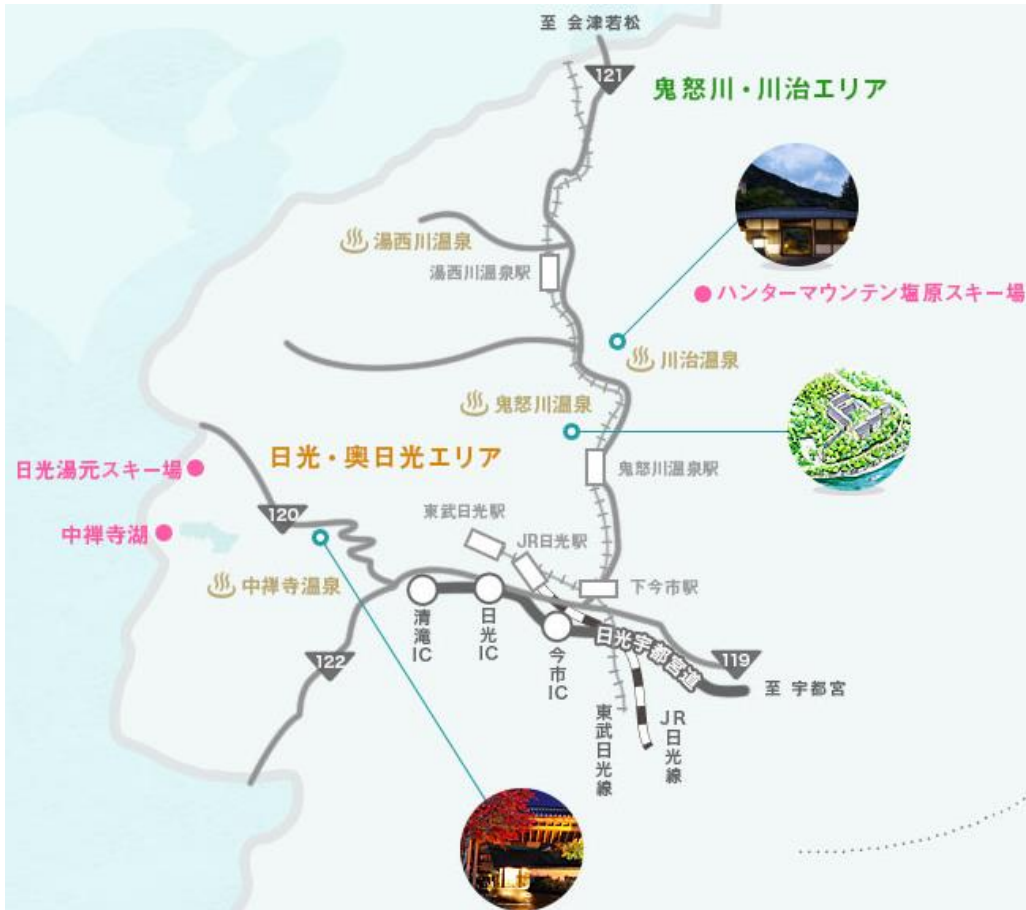 至 会津若松
121
鬼怒川・川治エリア
湯西川温泉
湯西川温泉駅
ハンターマウンテン塩原スキー場
川治温泉
鬼怒川温泉
日光・奥日光エリア
日光湯元スキー場
鬼怒川温泉駅
120
東武日光駅
中禅寺湖
JR日光駅
中禅寺温泉
下今市駅
清滝IC
日光IC
今市IC
日光宇都宮道
122
119
至 宇都宮
東武日光線
JR日光線